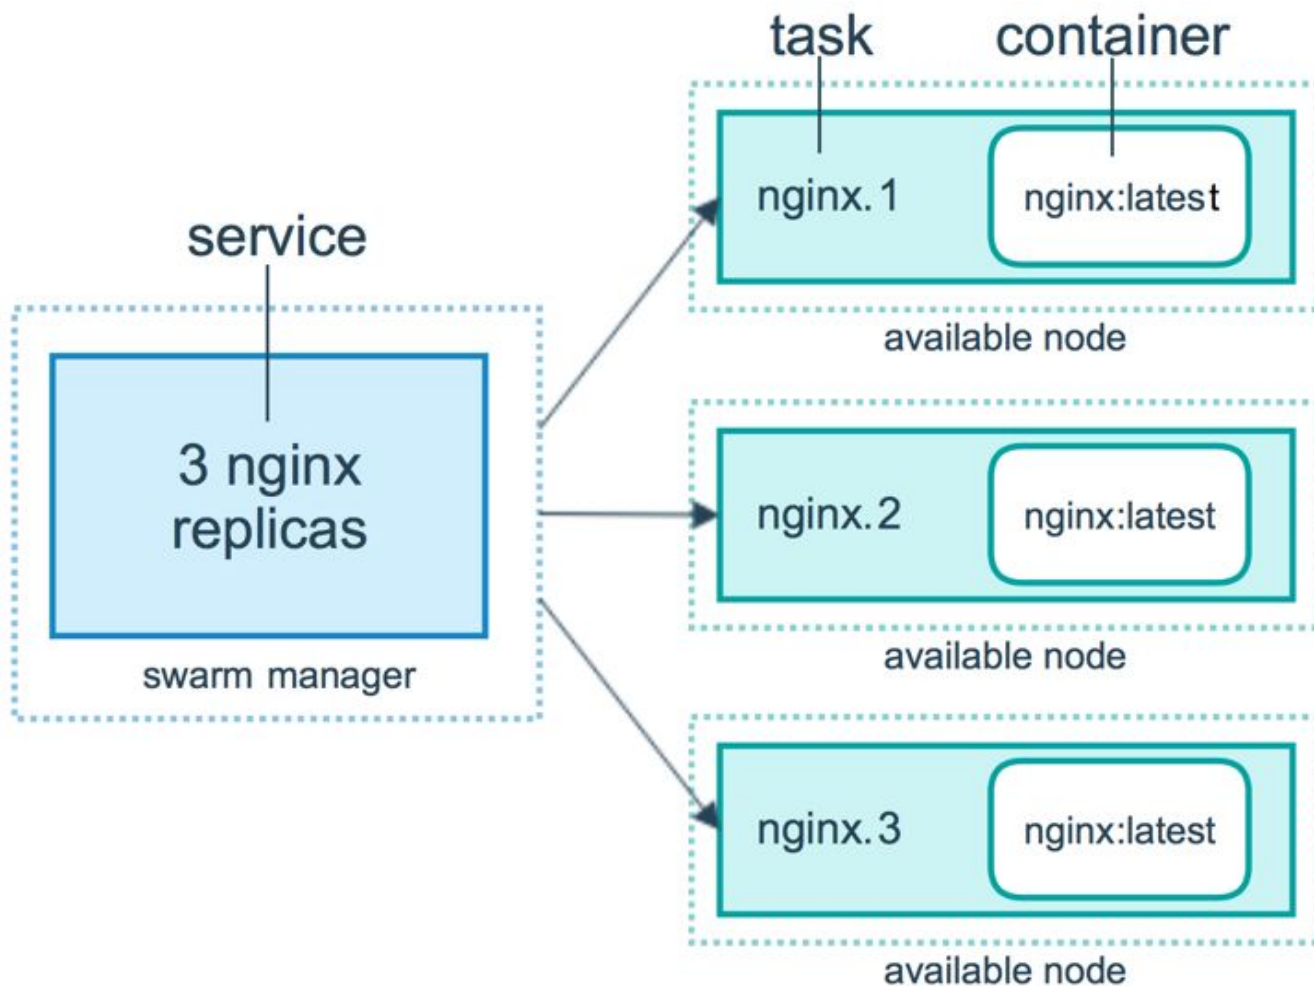 task
container
nginx.1
nginx:latest
available node
service
3 nginx
replicas
swarm manager
nginx.2
nginx:latest
available node
nginx.3
nginx:latest
available node